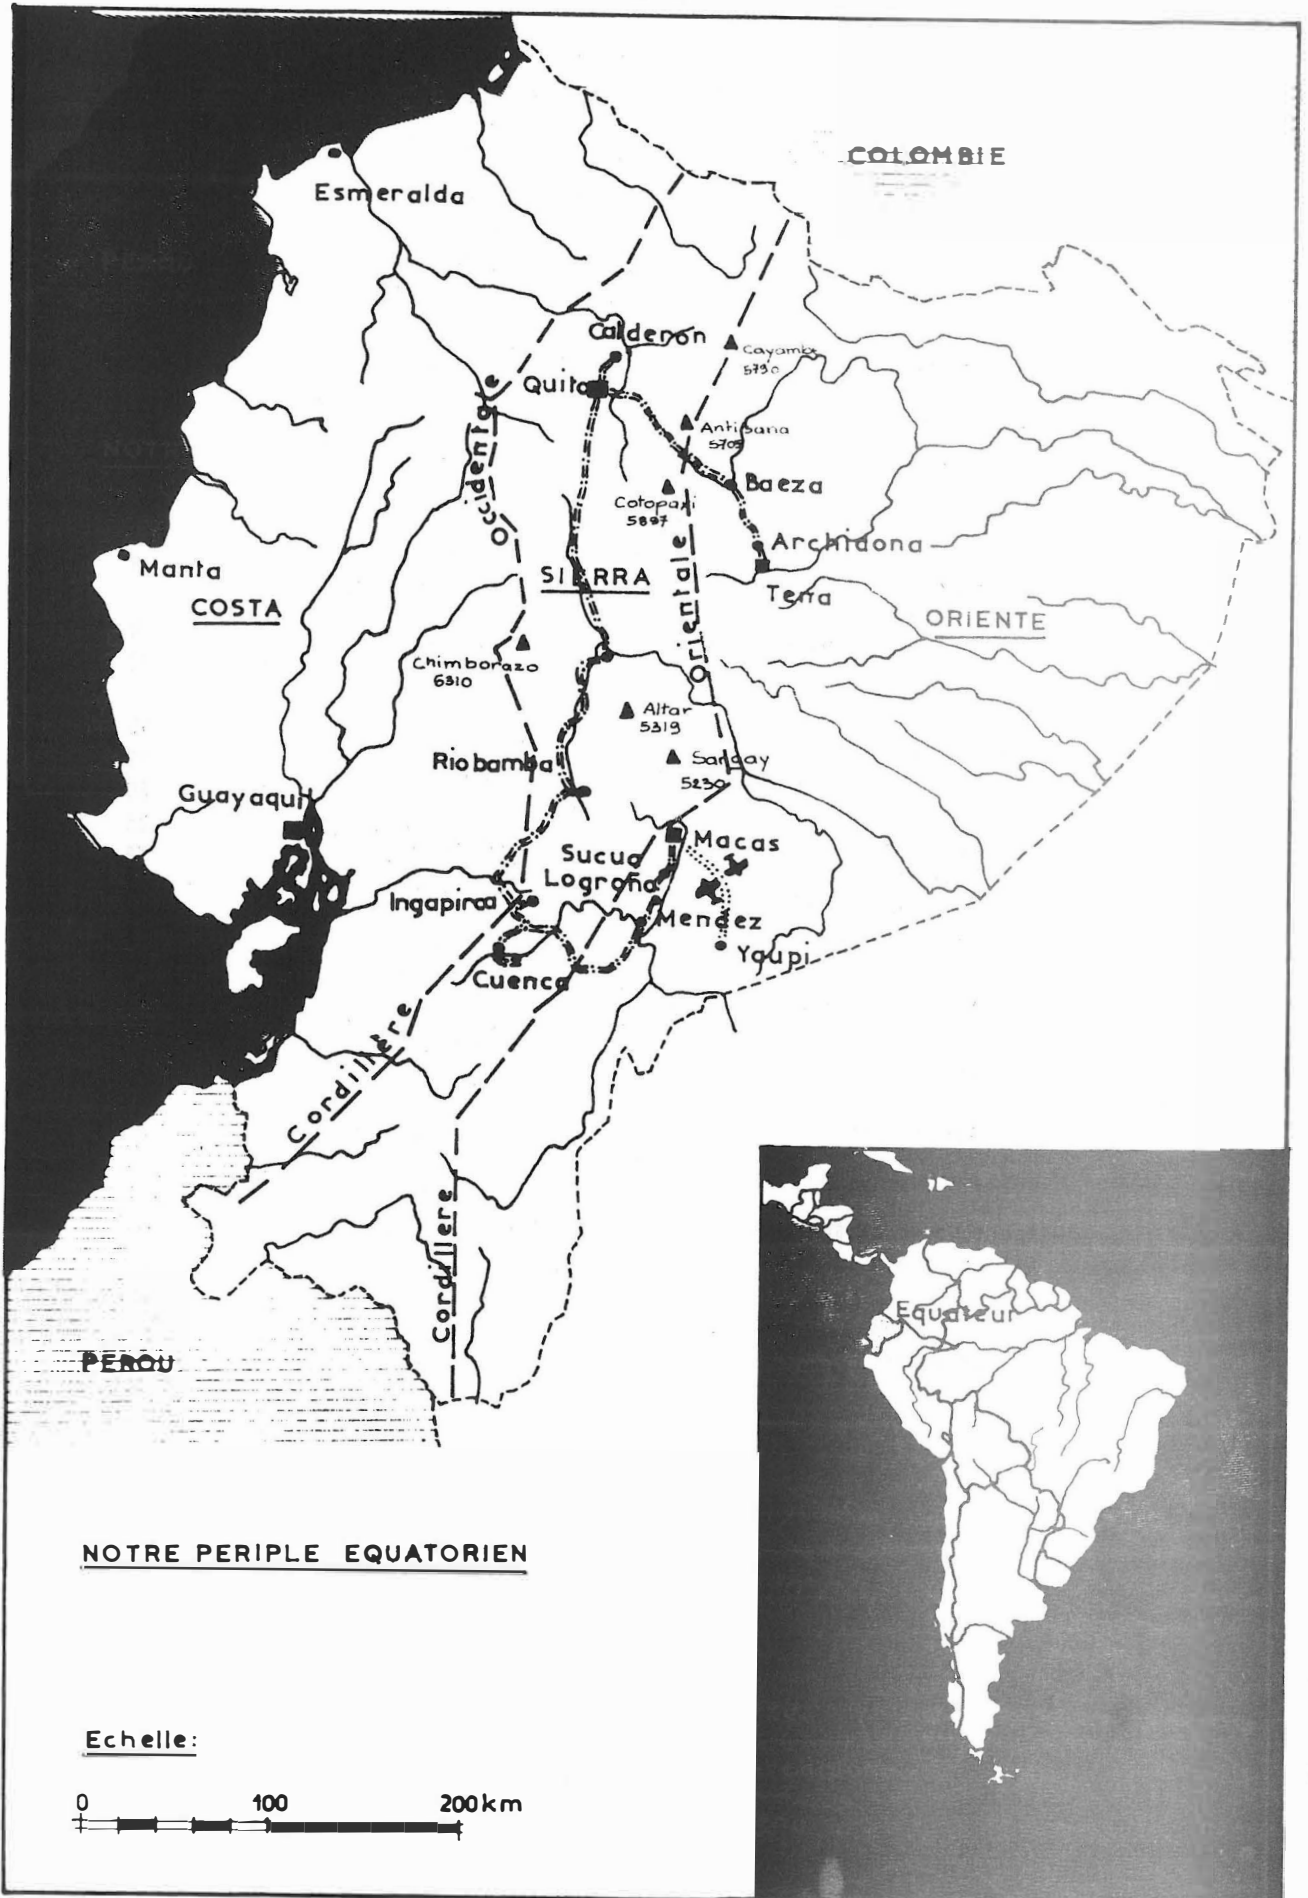 COLOMBIE
Esmeralda
Calderon
Cayambe
5790
Quito
Antisana
5705
Occidentale
Baeza
Cotopaxi
5897
Archidona
Manta
SIERRA
Orientale
Tena
COSTA
ORIENTE
Chimborazo
6310
Altar
5319
Riobamba
Sangay
5230
Guayaquil
Macas
Sucua
Logroño
Ingapirca
Mendez
Yaupi
Cuenca
Cordillère
Cordillere
Equateur
PEROU
NOTRE PERIPLE EQUATORIEN
Echelle:
0 100 200 km